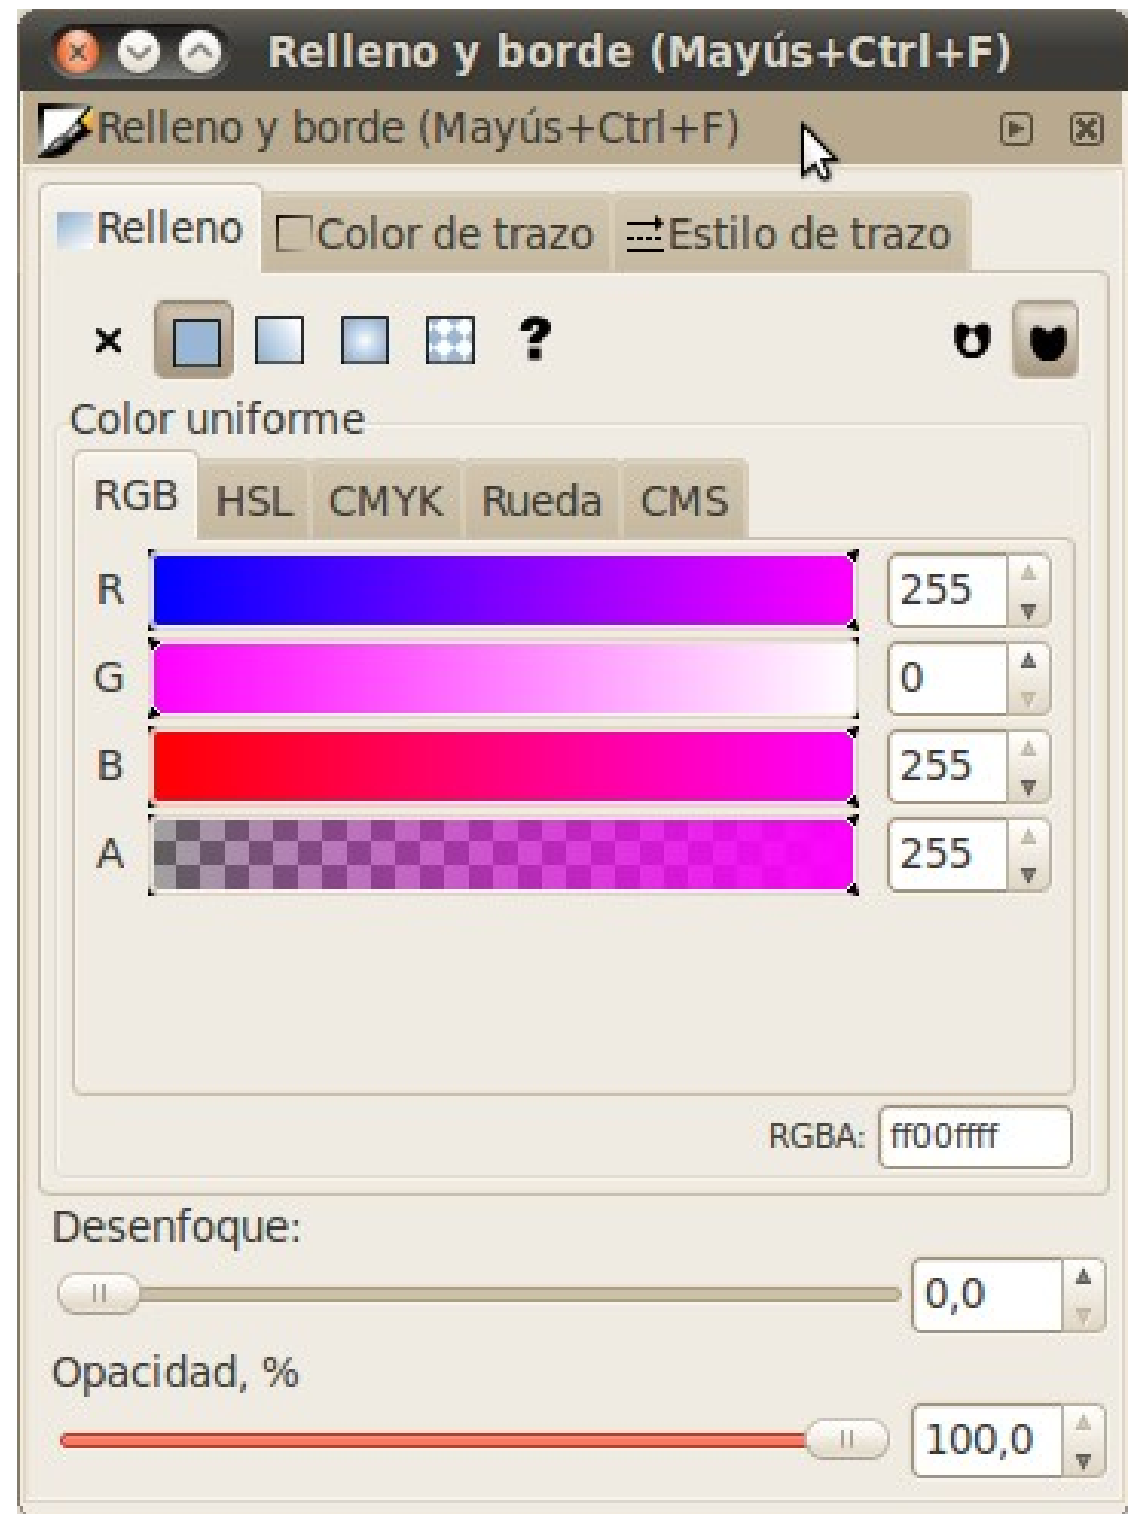 Relleno y borde (Mayús+Ctrl+F)
Relleno y borde (Mayús+Ctrl+F)
Relleno Color de trazo Estilo de trazo
?
Color uniforme
RGB HSL CMYK Rueda CMS
R 255
G 0
B 255
A 255
RGBA: ff00ffff
Desenfoque:
0,0
Opacidad, %
100,0